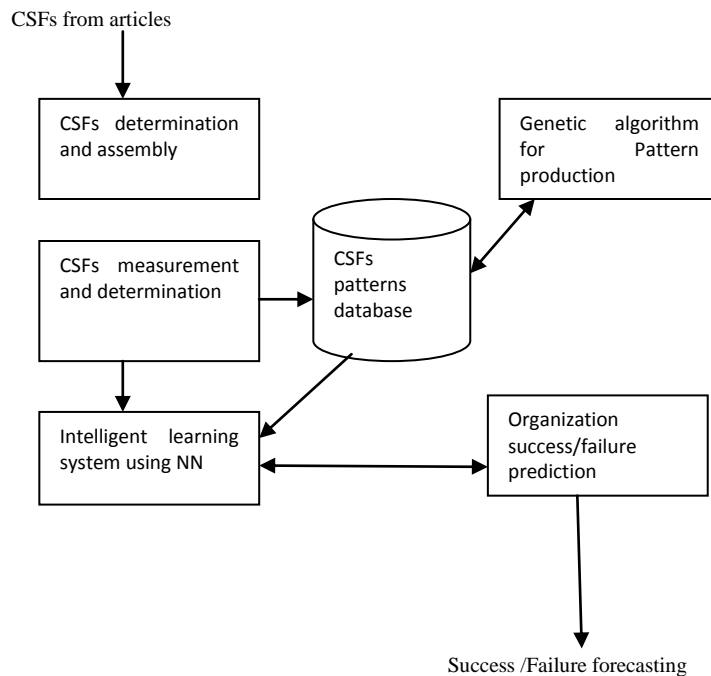 CSFs from articles
CSFs determination
and assembly
Genetic algorithm
for Pattern
production
CSFs measurement
and determination
CSFs
patterns
database
Intelligent learning
system using NN
Organization
success/failure
prediction
Success /Failure forecasting